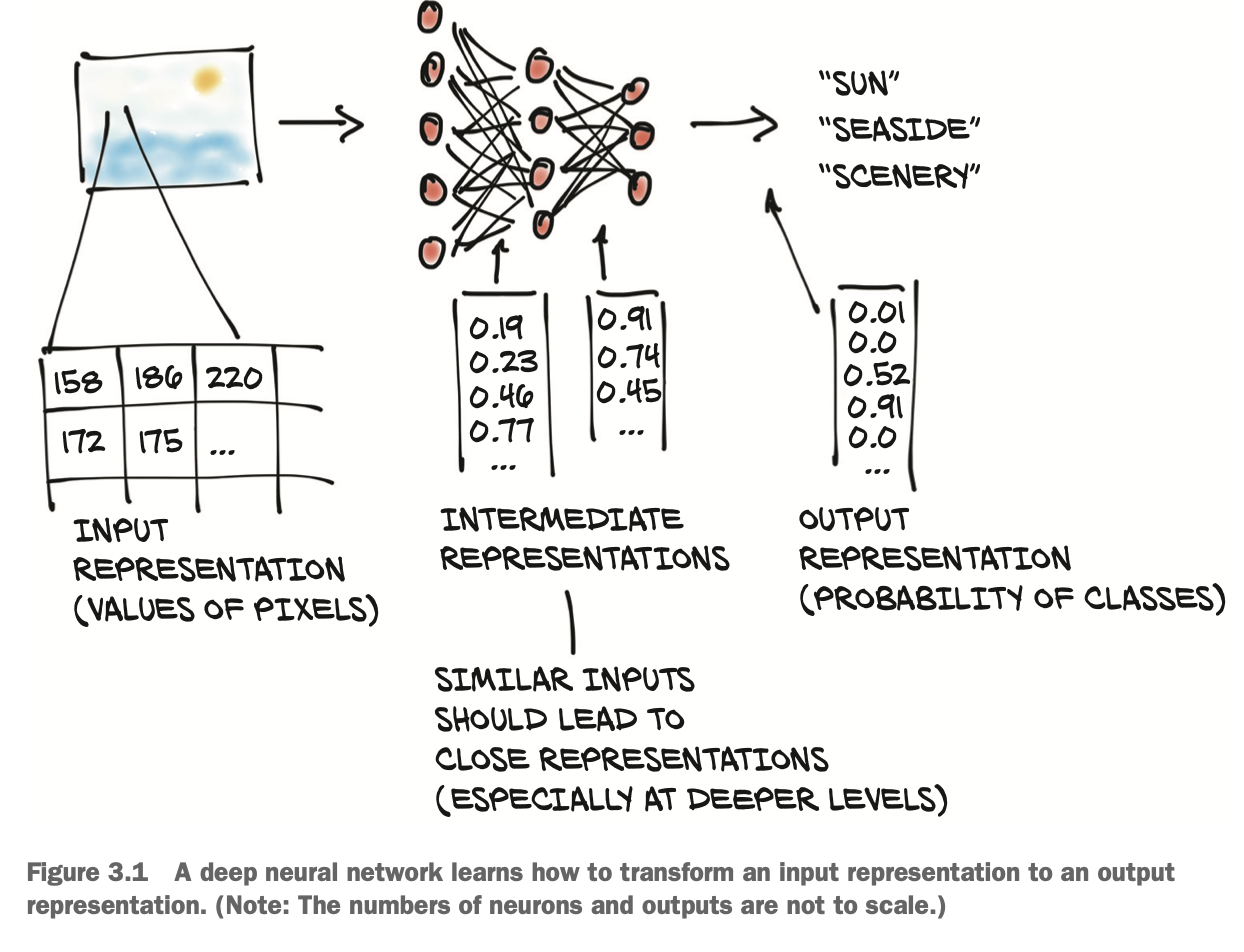 "SUN"
"SEASIDE"
"SCENERY"
158 186 220
172 175 ...
INPUT
REPRESENTATION
(VALUES OF PIXELS)
0.19
0.23
0.46
0.77
...
0.91
0.74
0.45
...
INTERMEDIATE
REPRESENTATIONS
SIMILAR INPUTS
SHOULD LEAD TO
CLOSE REPRESENTATIONS
(ESPECIALLY AT DEEPER LEVELS)
0.01
0.0
0.52
0.91
0.0
...
OUTPUT
REPRESENTATION
(PROBABILITY OF CLASSES)
Figure 3.1 A deep neural network learns how to transform an input representation to an output
representation. (Note: The numbers of neurons and outputs are not to scale.)